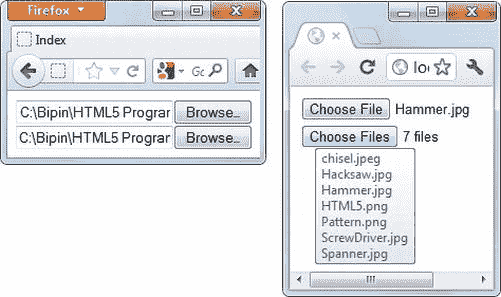 Firefox
Index
Go
C:\Bipin\HTML5 Prograr Browse..
C:\Bipin\HTML5 Prograr Browse..
loc
Choose File Hammer.jpg
Choose Files 7 files
chisel.jpeg
Hacksaw.jpg
Hammer.jpg
HTML5.png
Pattern.png
ScrewDriver.jpg
Spanner.jpg